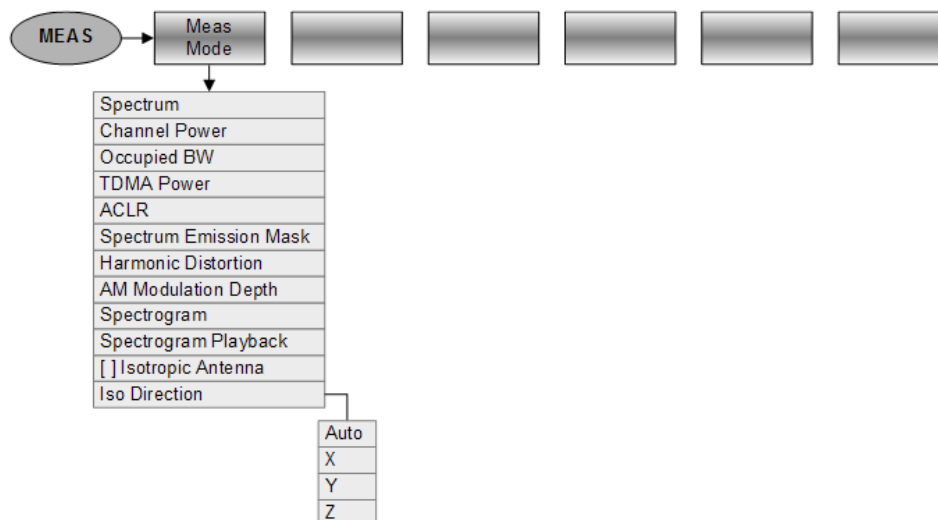 MEAS
Meas
Mode
Spectrum
Channel Power
Occupied BW
TDMA Power
ACLR
Spectrum Emission Mask
Harmonic Distortion
AM Modulation Depth
Spectrogram
Spectrogram Playback
[ ] Isotropic Antenna
Iso Direction
Auto
X
Y
Z